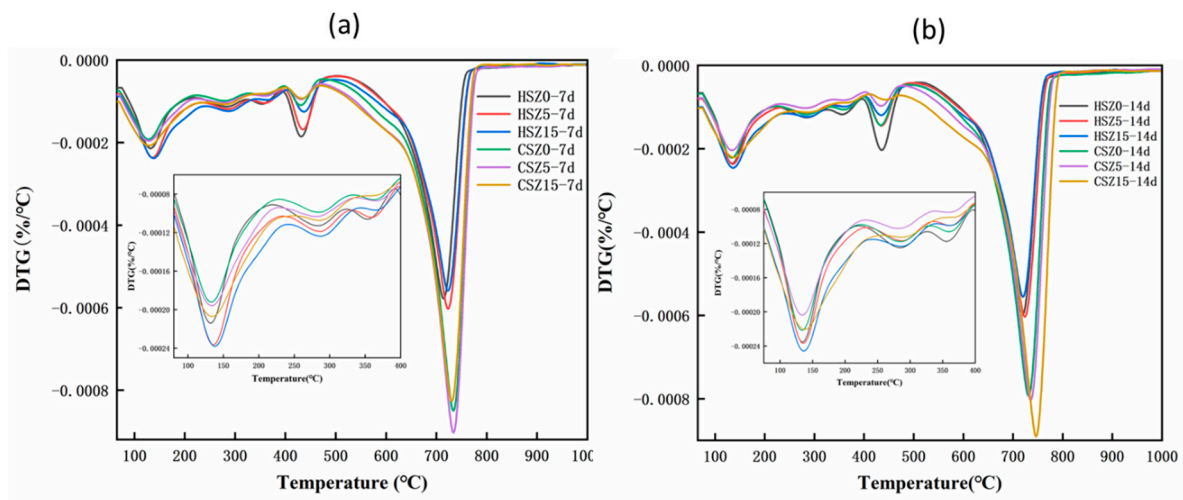 (a)
(b)
0.0000
-0.0002
-0.0004
-0.0006
-0.0008
DTG(%/℃)
HSZ0-7d
HSZ5-7d
HSZ15-7d
CSZ0-7d
CSZ5-7d
CSZ15-7d
-0.00008
-0.00012
-0.00016
-0.00020
-0.00024
DTG(%/℃)
100 150 200 250 300 350 400
Temperature(℃)
100 200 300 400 500 600 700 800 900
Temperature (℃)
0.0000
-0.0002
-0.0004
-0.0006
-0.0008
DTG(%/℃)
HSZ0-14d
HSZ5-14d
HSZ15-14d
CSZ0-14d
CSZ5-14d
CSZ15-14d
-0.00008
-0.00012
-0.00016
-0.00020
-0.00024
DTG(%/℃)
100 150 200 250 300 350 400
Temperature(℃)
100 200 300 400 500 600 700 800 900 1000
Temperature(℃)